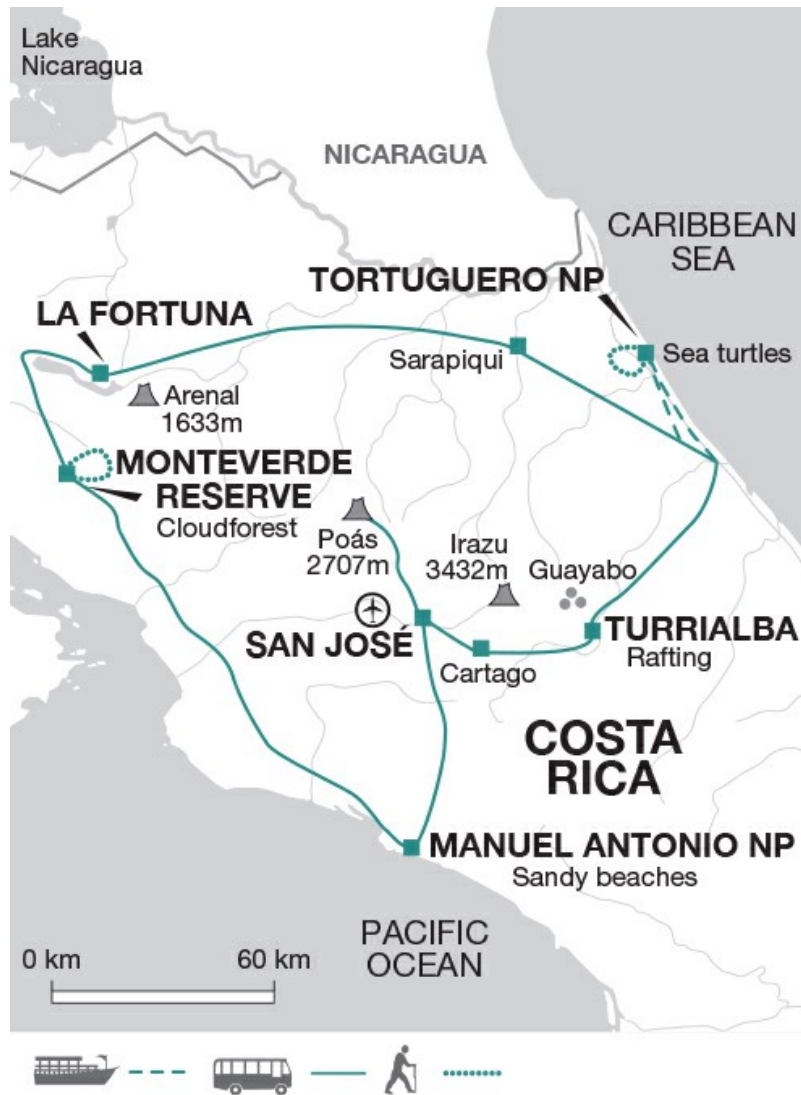 Lake
Nicaragua
NICARAGUA
CARIBBEAN
SEA
TORTUGUERO NP
LA FORTUNA
Sarapiqui
Sea turtles
Arenal
1633m
MONTEVERDE
RESERVE
Cloudforest
Poás
2707m
Irazu
3432m
Guayabo
SAN JOSÉ
Cartago
TURRIALBA
Rafting
COSTA
RICA
MANUEL ANTONIO NP
Sandy beaches
PACIFIC
OCEAN
0 km
60 km